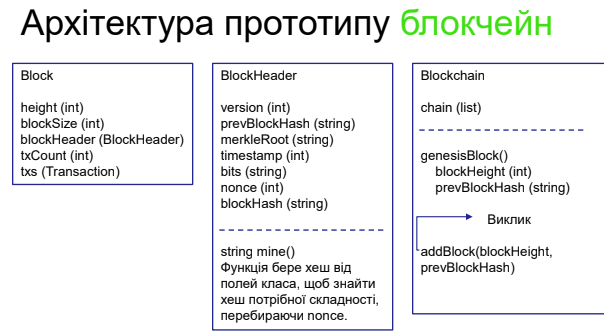 Архітектура прототипу блокчейн
Block
height (int)
blockSize (int)
blockHeader (BlockHeader)
txCount (int)
txs (Transaction)
BlockHeader
version (int)
prevBlockHash (string)
merkleRoot (string)
timestamp (int)
bits (string)
nonce (int)
blockHash (string)
string mine()
Функція бере хеш від
полей класа, щоб знайти
хеш потрібної складності,
перебираючи nonce.
Blockchain
chain (list)
genesisBlock()
blockHeight (int)
prevBlockHash (string)
Виклик
addBlock(blockHeight,
prevBlockHash)